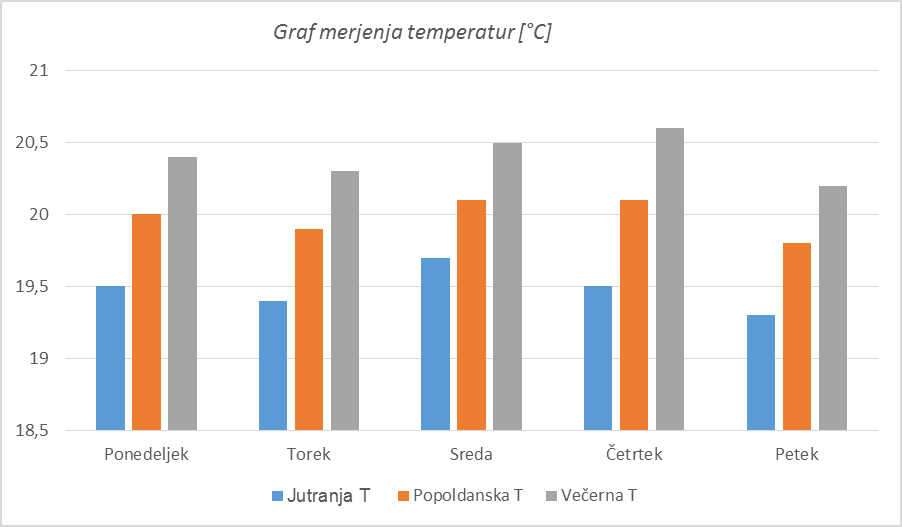 Graf merjenja temperatur [°C]
21
20,5
20
19,5
19
18,5
Ponedeljek Torek Sreda Četrtek Petek
Jutranja T Popoldanska T Večerna T